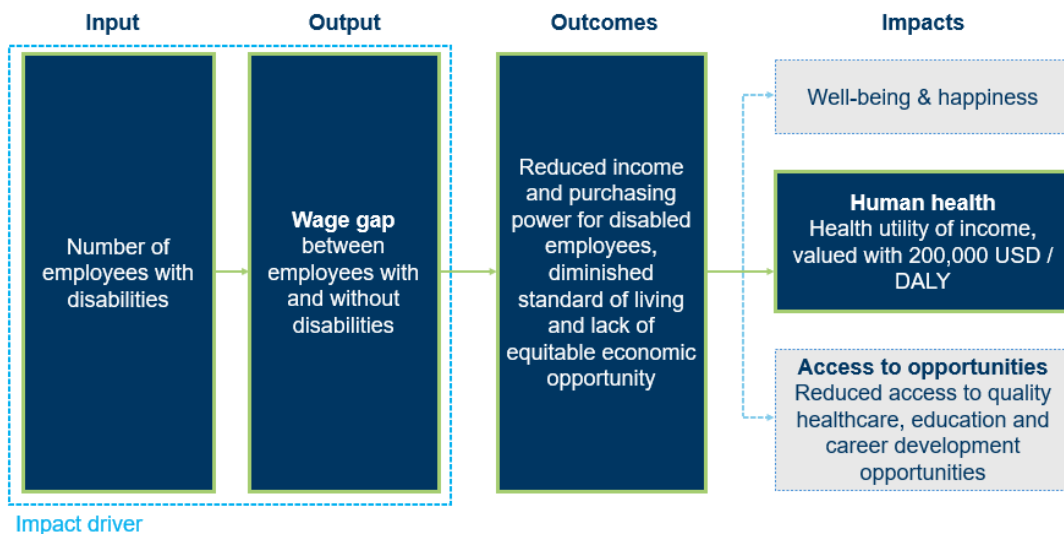 Input
Output
Outcomes
Impacts
Number of
employees with
disabilities
Wage gap
between
employees with
and without
disabilities
Reduced income
and purchasing
power for disabled
employees,
diminished
standard of living
and lack of
equitable economic
opportunity
Well-being & happiness
Human health
Health utility of income,
valued with 200,000 USD /
DALY
Access to opportunities
Reduced access to quality
healthcare, education and
career development
opportunities
Impact driver